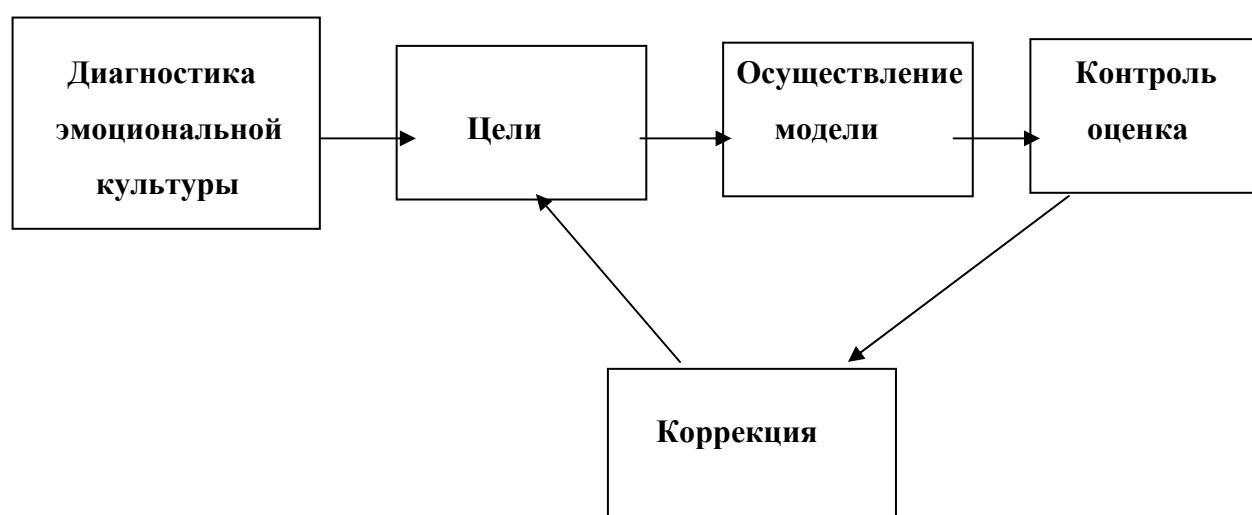 Диагностика
эмоциональной
культуры
Цели
Осуществление
модели
Контроль
оценка
Коррекция